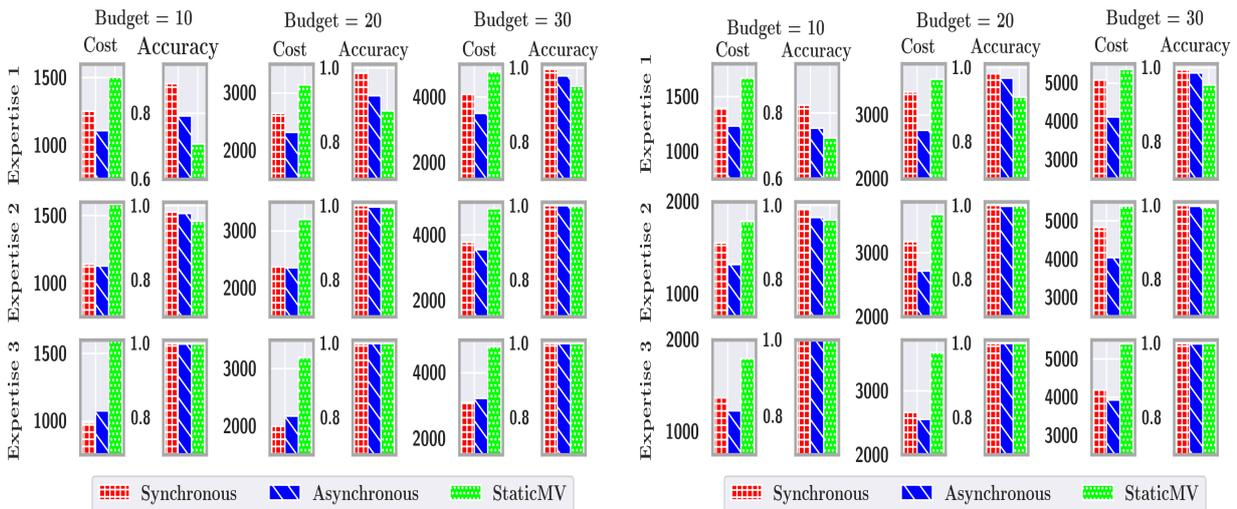 Budget = 10 Budget = 20 Budget = 30
Cost Accuracy Cost Accuracy Cost Accuracy
Expertise 1
1500 1000 0.8 0.6 3000 2000 1.0 0.8 4000 2000 1.0 0.8
Expertise 2
1500 1000 1.0 0.8 3000 2000 1.0 0.8 4000 2000 1.0 0.8
Expertise 3
1500 1000 1.0 0.8 3000 2000 1.0 0.8 4000 2000 1.0 0.8
Synchronous Asynchronous StaticMV
Budget = 10 Budget = 20 Budget = 30
Cost Accuracy Cost Accuracy Cost Accuracy
Expertise 1
1500 1000 0.8 0.6 3000 2000 1.0 0.8 5000 4000 3000 1.0 0.8
Expertise 2
2000 1000 1.0 0.8 3000 2000 1.0 0.8 5000 4000 3000 1.0 0.8
Expertise 3
2000 1000 1.0 0.8 3000 2000 1.0 0.8 5000 4000 3000 1.0 0.8
Synchronous Asynchronous StaticMV